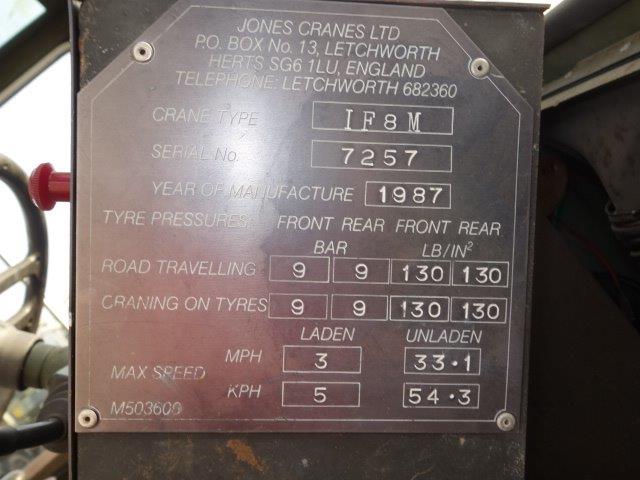 JONES CRANES LTD
P.O. BOX No. 13, LETCHWORTH
HERTS SG6 1LU, ENGLAND
TELEPHONE: LETCHWORTH 682360
CRANE TYPE IF8M
SERIAL No. 7257
YEAR OF MANUFACTURE 1987
TYRE PRESSURES: FRONT REAR FRONT REAR
BAR LB/IN²
ROAD TRAVELLING 9 9 130 130
CRANING ON TYRES 9 9 130 130
LADEN UNLADEN
MPH 3 33·1
MAX SPEED
KPH 5 54·3
M503600